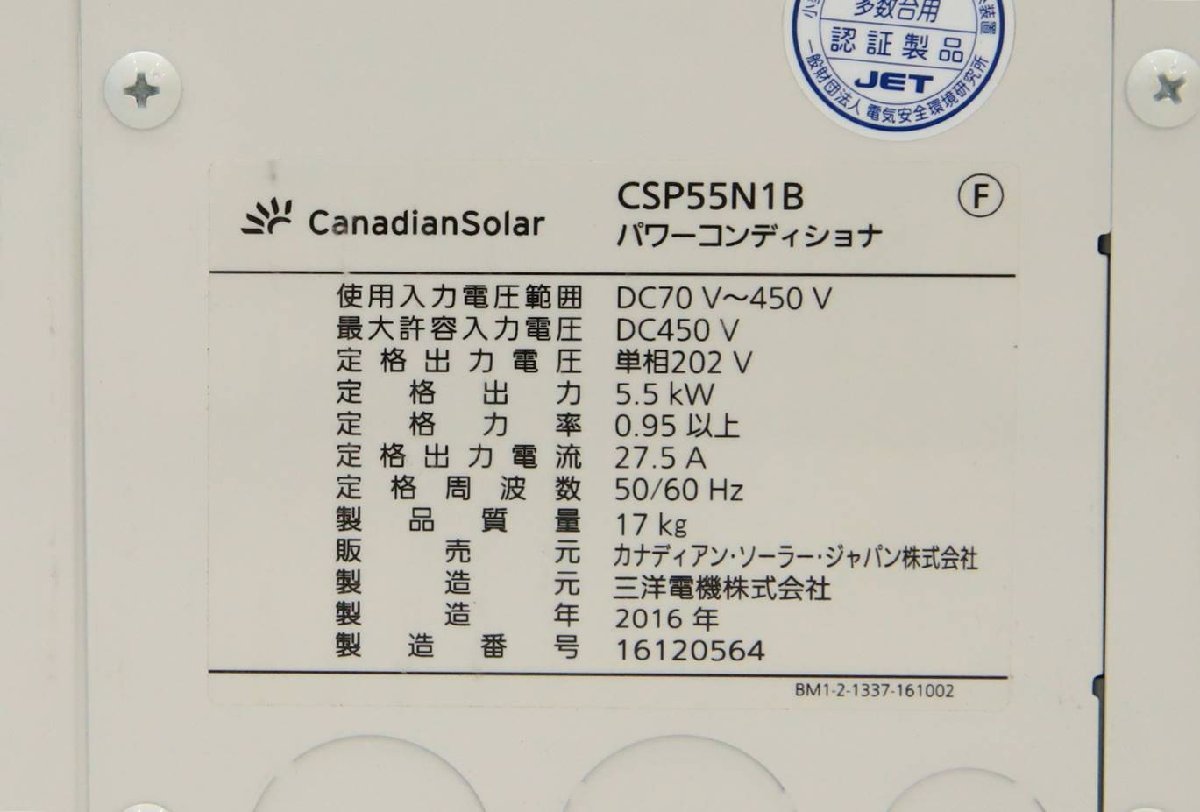 多数台用
認証製品
JET
一般財団法人 電気安全環境研究所
CanadianSolar
CSP55N1B
F
パワーコンディショナ
使用入力電圧範囲 DC70 V～450 V
最大許容入力電圧 DC450 V
定格出力電圧 単相202 V
定格出力 5.5 kW
定格力率 0.95 以上
定格出力電流 27.5 A
定格周波数 50/60 Hz
製品質量 17 kg
販売元 カナディアン・ソーラー・ジャパン株式会社
製造元 三洋電機株式会社
製造年 2016 年
製造番号 16120564
BM1-2-1337-161002